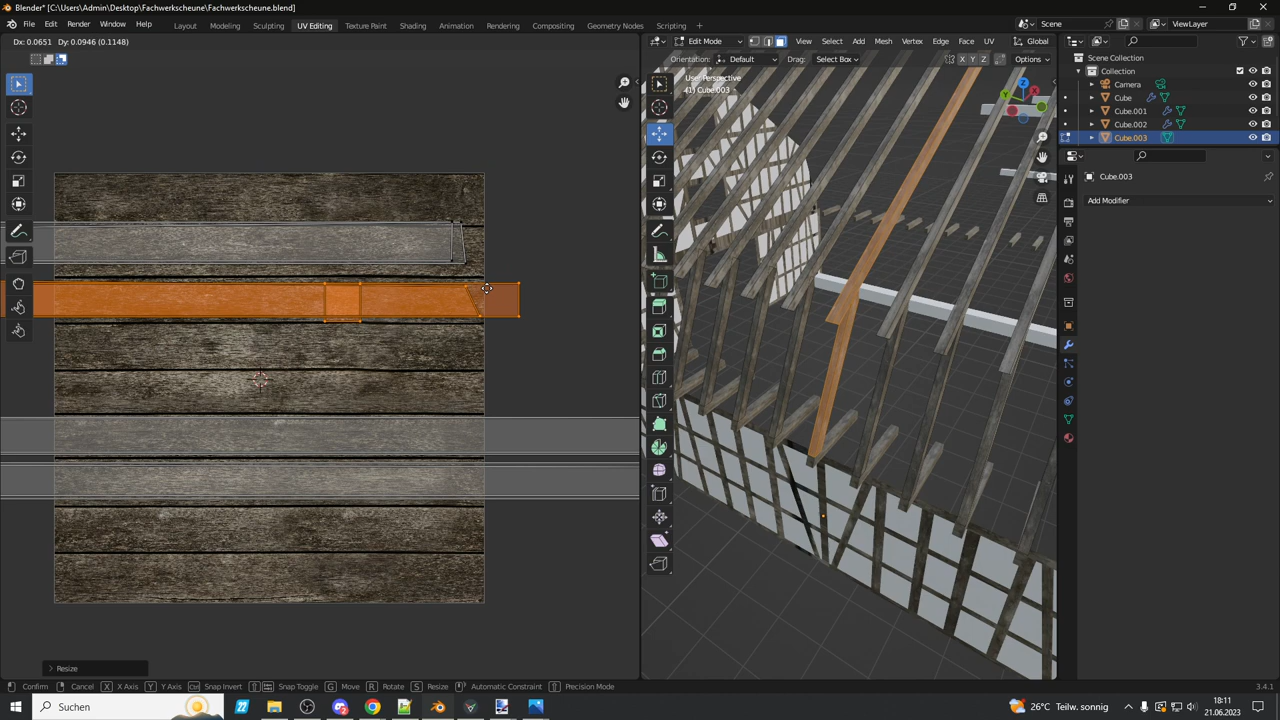 Blender* [C:\Users\Admin\Desktop\Fachwerkscheune\Fachwerkscheune.blend]
File Edit Render Window Help Layout Modeling Sculpting UV Editing Texture Paint Shading Animation Rendering Compositing Geometry Nodes Scripting + Scene ViewLayer
Dx: 0.0651 Dy: 0.0946 (0.1148)
Edit Mode View Select Add Mesh Vertex Edge Face UV Global
Orientation: Default Drag: Select Box X Y Z Options
User Perspective
(1) Cube.003
Z
Y
X
Scene Collection
Collection
Camera
Cube
Cube.001
Cube.002
Cube.003
Cube.003
Add Modifier
Resize
Confirm Cancel X X Axis Y Y Axis Ctrl Snap Invert Snap Toggle G Move R Rotate S Resize Automatic Constraint Precision Mode
3.4.1
Suchen
26°C Teilw. sonnig
18:11
21.06.2023